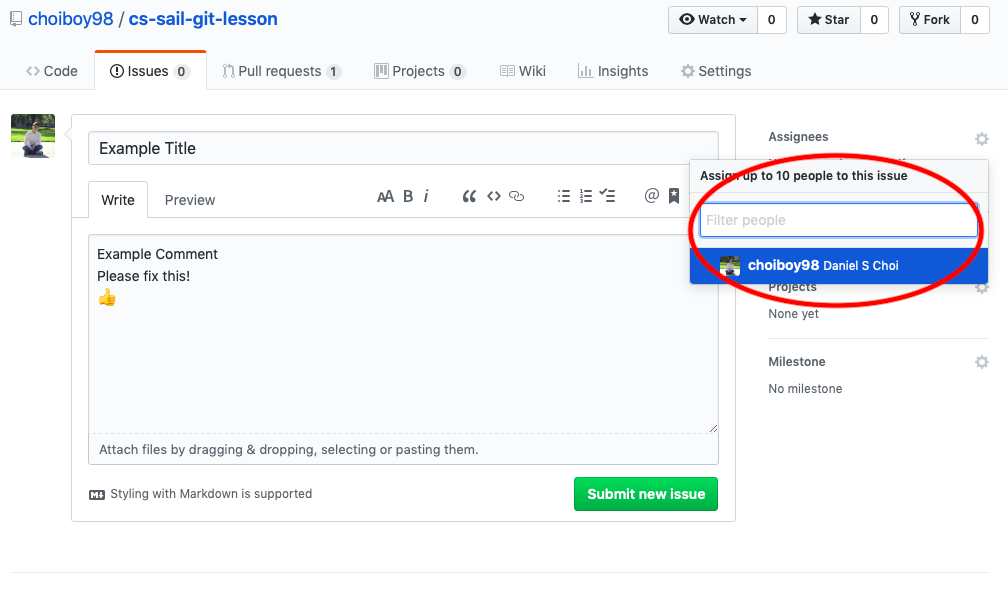 choiboy98 / cs-sail-git-lesson
Watch 0
Star 0
Fork 0
Code
Issues 0
Pull requests 1
Projects 0
Wiki
Insights
Settings
Example Title
Write
Preview
AA B i
Example Comment
Please fix this!
👍
Attach files by dragging & dropping, selecting or pasting them.
Styling with Markdown is supported
Submit new issue
Assignees
Assign up to 10 people to this issue
Filter people
choiboy98 Daniel S Choi
Projects
None yet
Milestone
No milestone